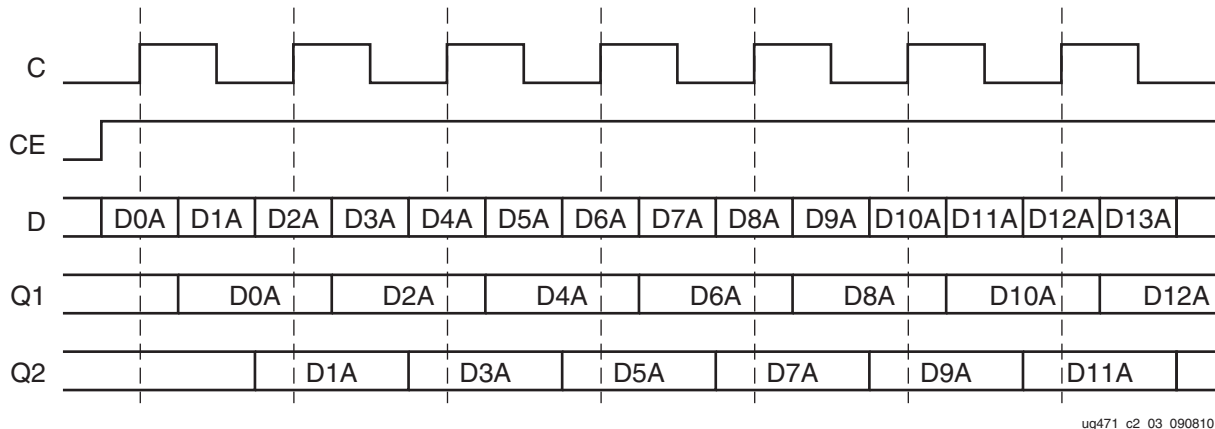 C
CE
D D0A D1A D2A D3A D4A D5A D6A D7A D8A D9A D10A D11A D12A D13A
Q1 D0A D2A D4A D6A D8A D10A D12A
Q2 D1A D3A D5A D7A D9A D11A
ug471_c2_03_090810